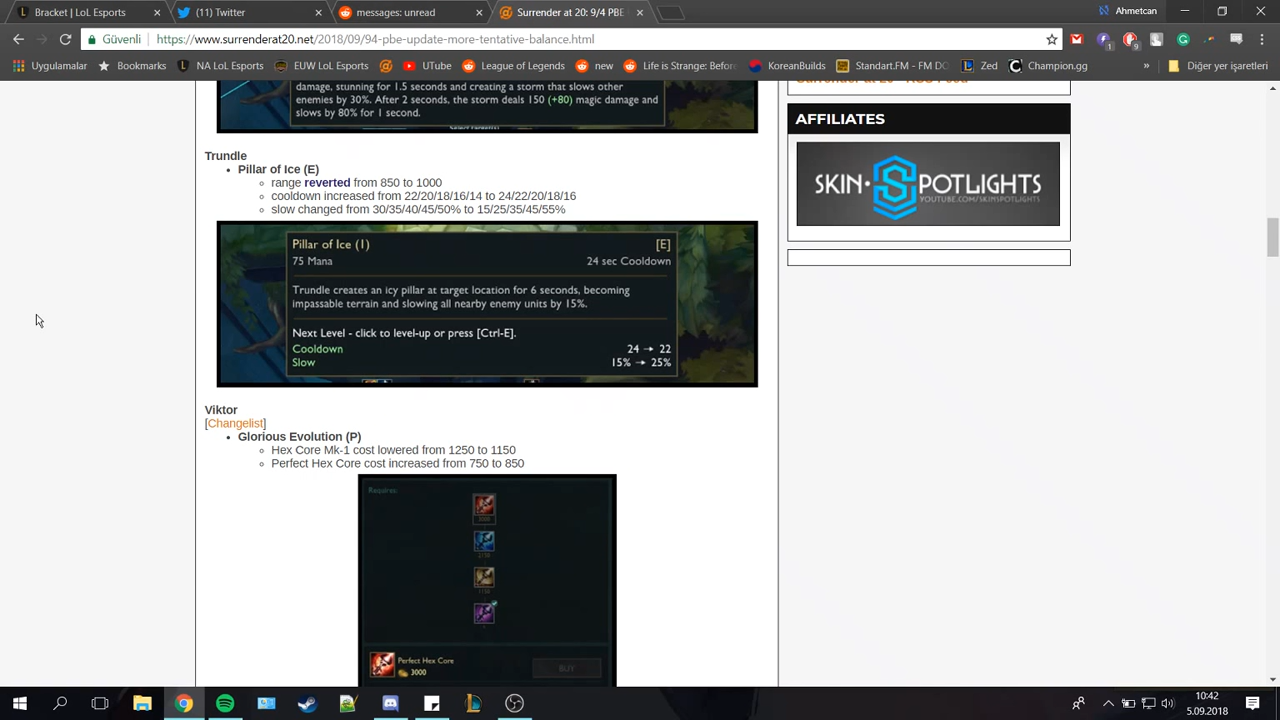 Bracket | LoL Esports
(11) Twitter
messages: unread
Surrender at 20: 9/4 PBE
Ahmetcan
Güvenli
https://www.surrenderat20.net/2018/09/94-pbe-update-more-tentative-balance.html
Uygulamalar
Bookmarks
NA LoL Esports
EUW LoL Esports
UTube
League of Legends
new
Life is Strange: Before
KoreanBuilds
Standart.FM - FM DO
Zed
Champion.gg
»
Diğer yer işaretleri
damage, stunning for 1.5 seconds and creating a storm that slows other
enemies by 30%. After 2 seconds, the storm deals 150 (+80) magic damage and
slows by 80% for 1 second.
AFFILIATES
SKIN SPOTLIGHTS
YOUTUBE.COM/SKINSPOTLIGHTS
Trundle
Pillar of Ice (E)
range reverted from 850 to 1000
cooldown increased from 22/20/18/16/14 to 24/22/20/18/16
slow changed from 30/35/40/45/50% to 15/25/35/45/55%
Pillar of Ice (1) [E]
75 Mana 24 sec Cooldown
Trundle creates an icy pillar at target location for 6 seconds, becoming
impassable terrain and slowing all nearby enemy units by 15%.
Next Level - click to level-up or press [Ctrl-E].
Cooldown 24 → 22
Slow 15% → 25%
Viktor
[Changelist]
Glorious Evolution (P)
Hex Core Mk-1 cost lowered from 1250 to 1150
Perfect Hex Core cost increased from 750 to 850
Requires:
3000
1150
Perfect Hex Core
3000
BUY
10:42
5.09.2018